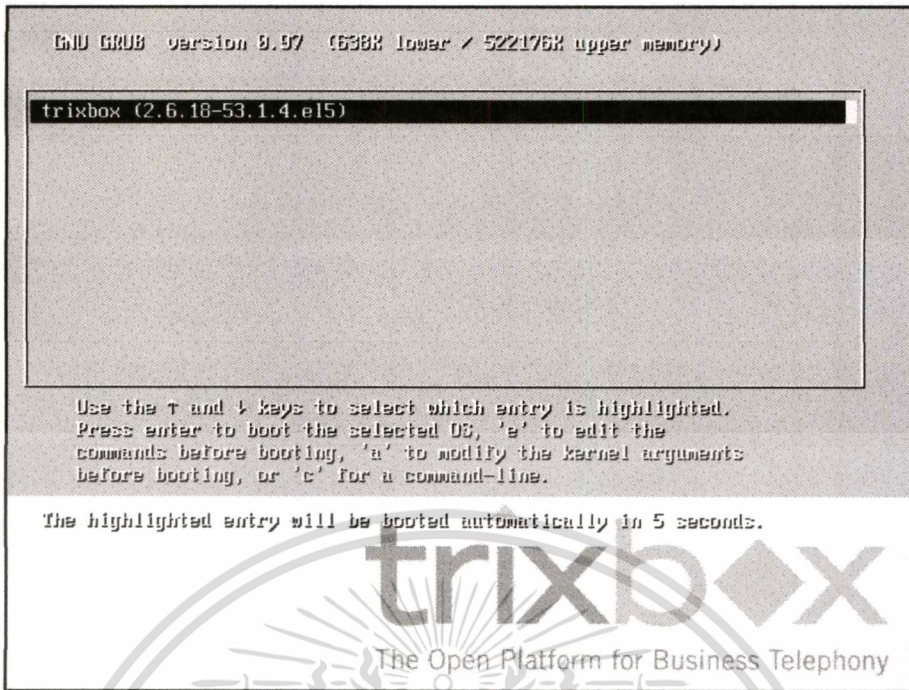 GNU GRUB version 0.97 (638K lower / 522176K upper memory)
trixbox (2.6.18-53.1.4.el5)
Use the ↑ and ↓ keys to select which entry is highlighted.
Press enter to boot the selected OS, 'e' to edit the
commands before booting, 'a' to modify the kernel arguments
before booting, or 'c' for a command-line.
The highlighted entry will be booted automatically in 5 seconds.
trixbox
The Open Platform for Business Telephony